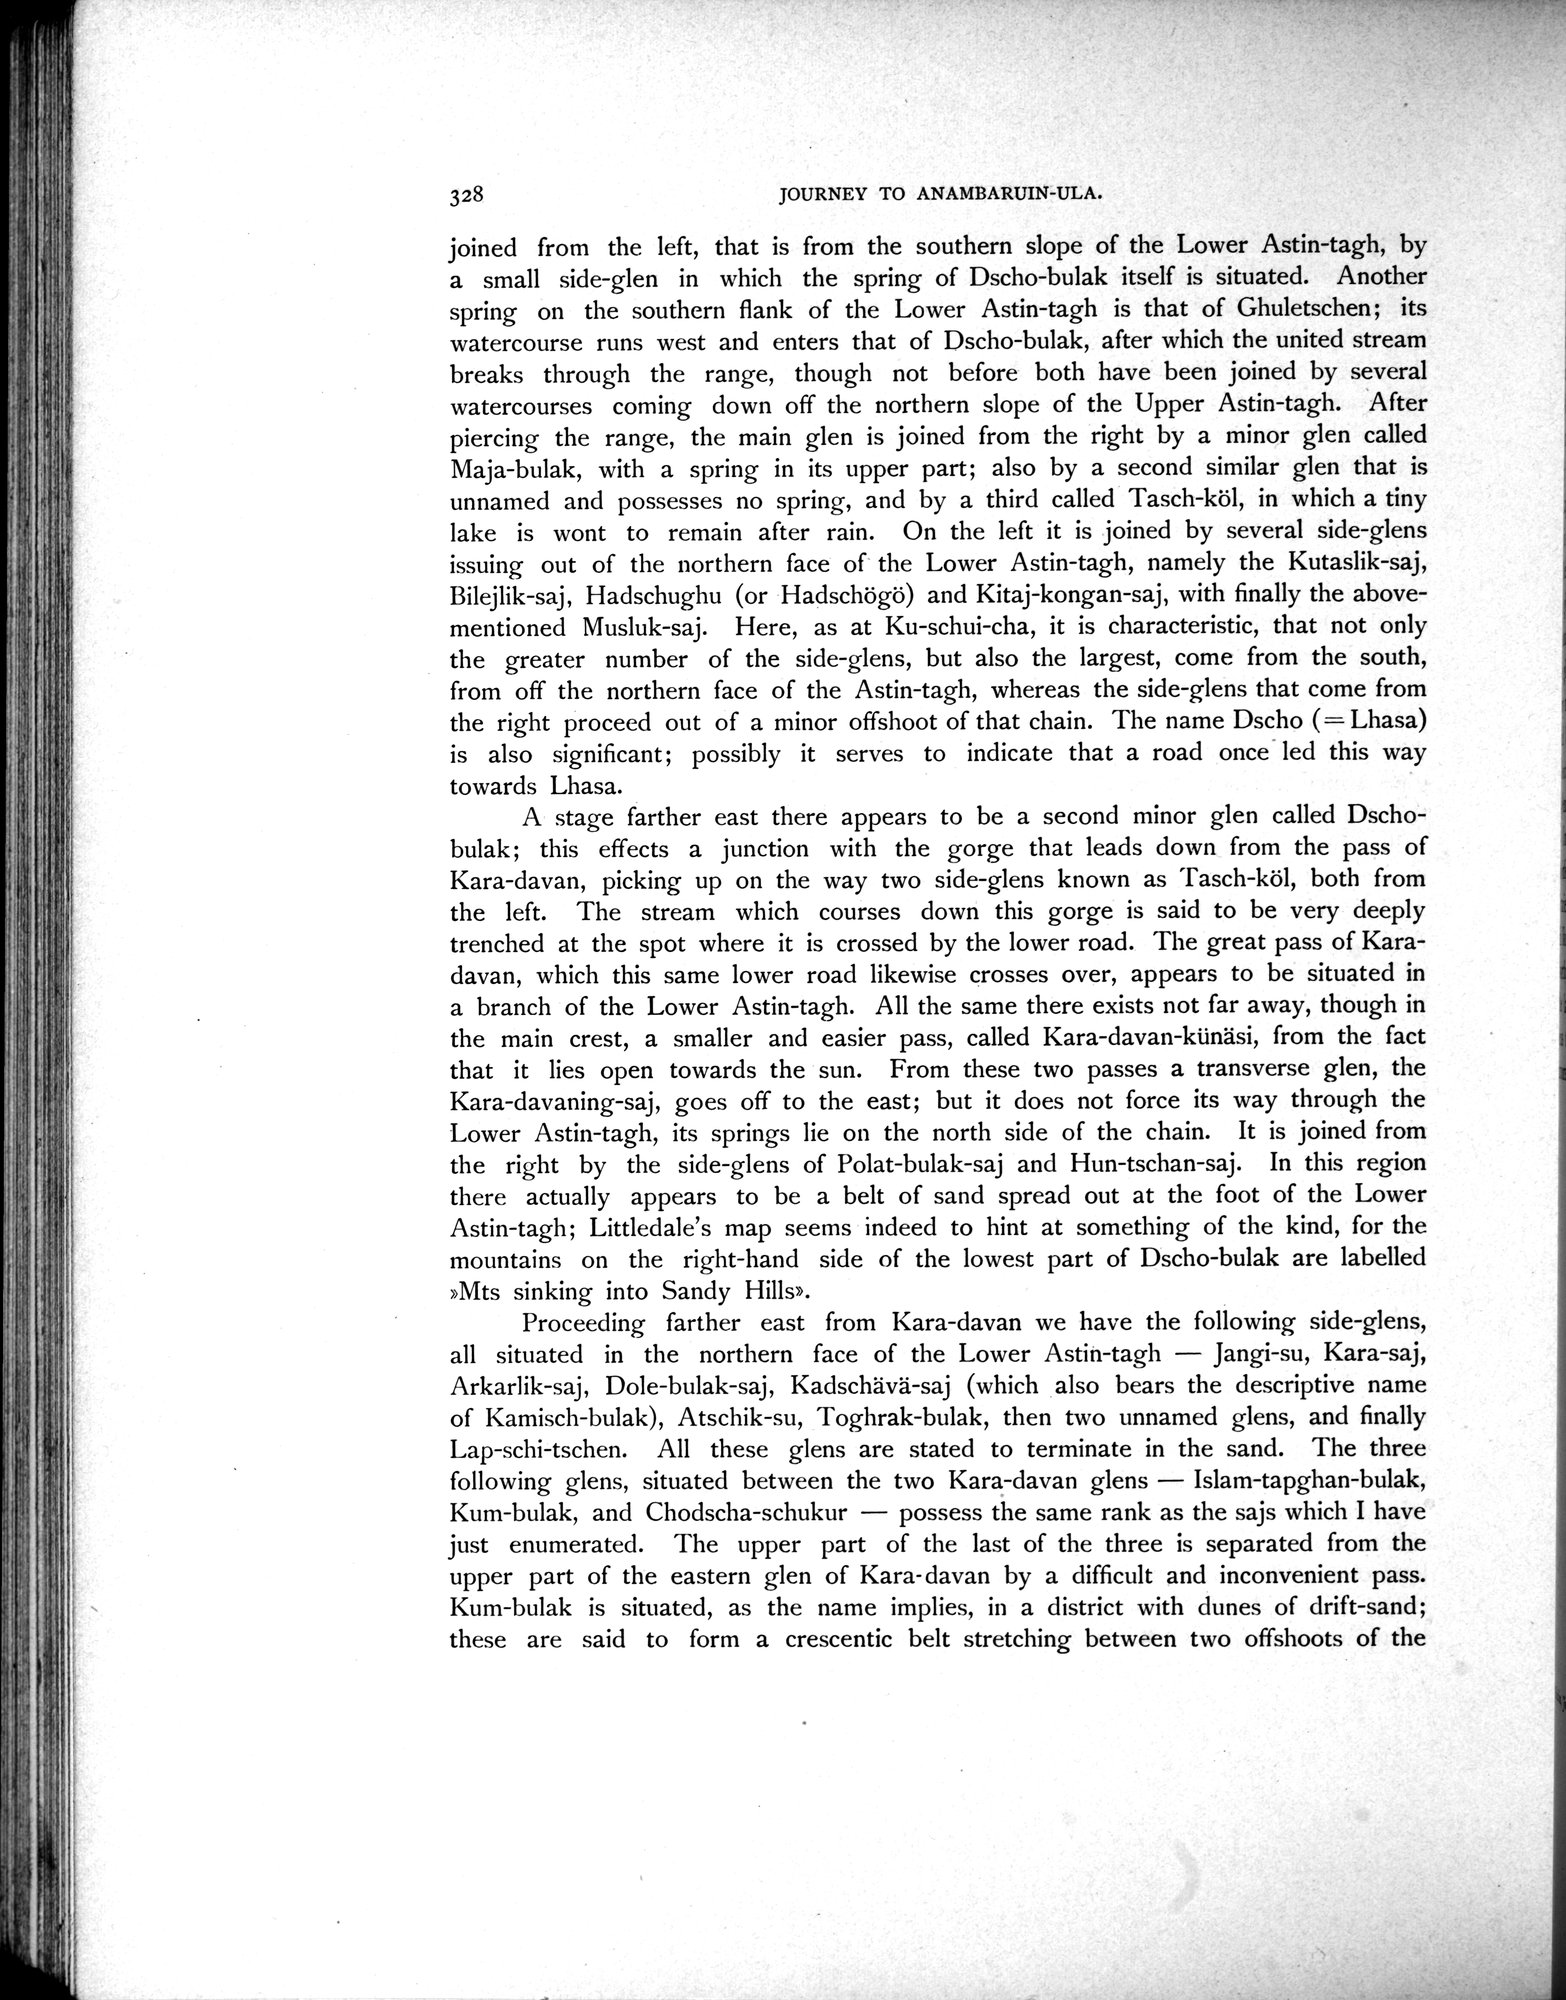 328 JOURNEY TO ANAMBARUIN-ULA.
joined from the left, that is from the southern slope of the Lower Astin-tagh, by
a small side-glen in which the spring of Dscho-bulak itself is situated. Another
spring on the southern flank of the Lower Astin-tagh is that of Ghuletschen; its
watercourse runs west and enters that of Dscho-bulak, after which the united stream
breaks through the range, though not before both have been joined by several
watercourses coming down off the northern slope of the Upper Astin-tagh. After
piercing the range, the main glen is joined from the right by a minor glen called
Maja-bulak, with a spring in its upper part; also by a second similar glen that is
unnamed and possesses no spring, and by a third called Tasch-köl, in which a tiny
lake is wont to remain after rain. On the left it is joined by several side-glens
issuing out of the northern face of the Lower Astin-tagh, namely the Kutaslik-saj,
Bilejlik-saj, Hadschughu (or Hadschögö) and Kitaj-kongan-saj, with finally the above-
mentioned Musluk-saj. Here, as at Ku-schui-cha, it is characteristic, that not only
the greater number of the side-glens, but also the largest, come from the south,
from off the northern face of the Astin-tagh, whereas the side-glens that come from
the right proceed out of a minor offshoot of that chain. The name Dscho (= Lhasa)
is also significant; possibly it serves to indicate that a road once led this way
towards Lhasa.
A stage farther east there appears to be a second minor glen called Dscho-
bulak; this effects a junction with the gorge that leads down from the pass of
Kara-davan, picking up on the way two side-glens known as Tasch-köl, both from
the left. The stream which courses down this gorge is said to be very deeply
trenched at the spot where it is crossed by the lower road. The great pass of Kara-
davan, which this same lower road likewise crosses over, appears to be situated in
a branch of the Lower Astin-tagh. All the same there exists not far away, though in
the main crest, a smaller and easier pass, called Kara-davan-künäsi, from the fact
that it lies open towards the sun. From these two passes a transverse glen, the
Kara-davaning-saj, goes off to the east; but it does not force its way through the
Lower Astin-tagh, its springs lie on the north side of the chain. It is joined from
the right by the side-glens of Polat-bulak-saj and Hun-tschan-saj. In this region
there actually appears to be a belt of sand spread out at the foot of the Lower
Astin-tagh; Littledale's map seems indeed to hint at something of the kind, for the
mountains on the right-hand side of the lowest part of Dscho-bulak are labelled
»Mts sinking into Sandy Hills».
Proceeding farther east from Kara-davan we have the following side-glens,
all situated in the northern face of the Lower Astin-tagh — Jangi-su, Kara-saj,
Arkarlik-saj, Dole-bulak-saj, Kadschävä-saj (which also bears the descriptive name
of Kamisch-bulak), Atschik-su, Toghrak-bulak, then two unnamed glens, and finally
Lap-schi-tschen. All these glens are stated to terminate in the sand. The three
following glens, situated between the two Kara-davan glens — Islam-tapghan-bulak,
Kum-bulak, and Chodscha-schukur — possess the same rank as the sajs which I have
just enumerated. The upper part of the last of the three is separated from the
upper part of the eastern glen of Kara-davan by a difficult and inconvenient pass.
Kum-bulak is situated, as the name implies, in a district with dunes of drift-sand;
these are said to form a crescentic belt stretching between two offshoots of the